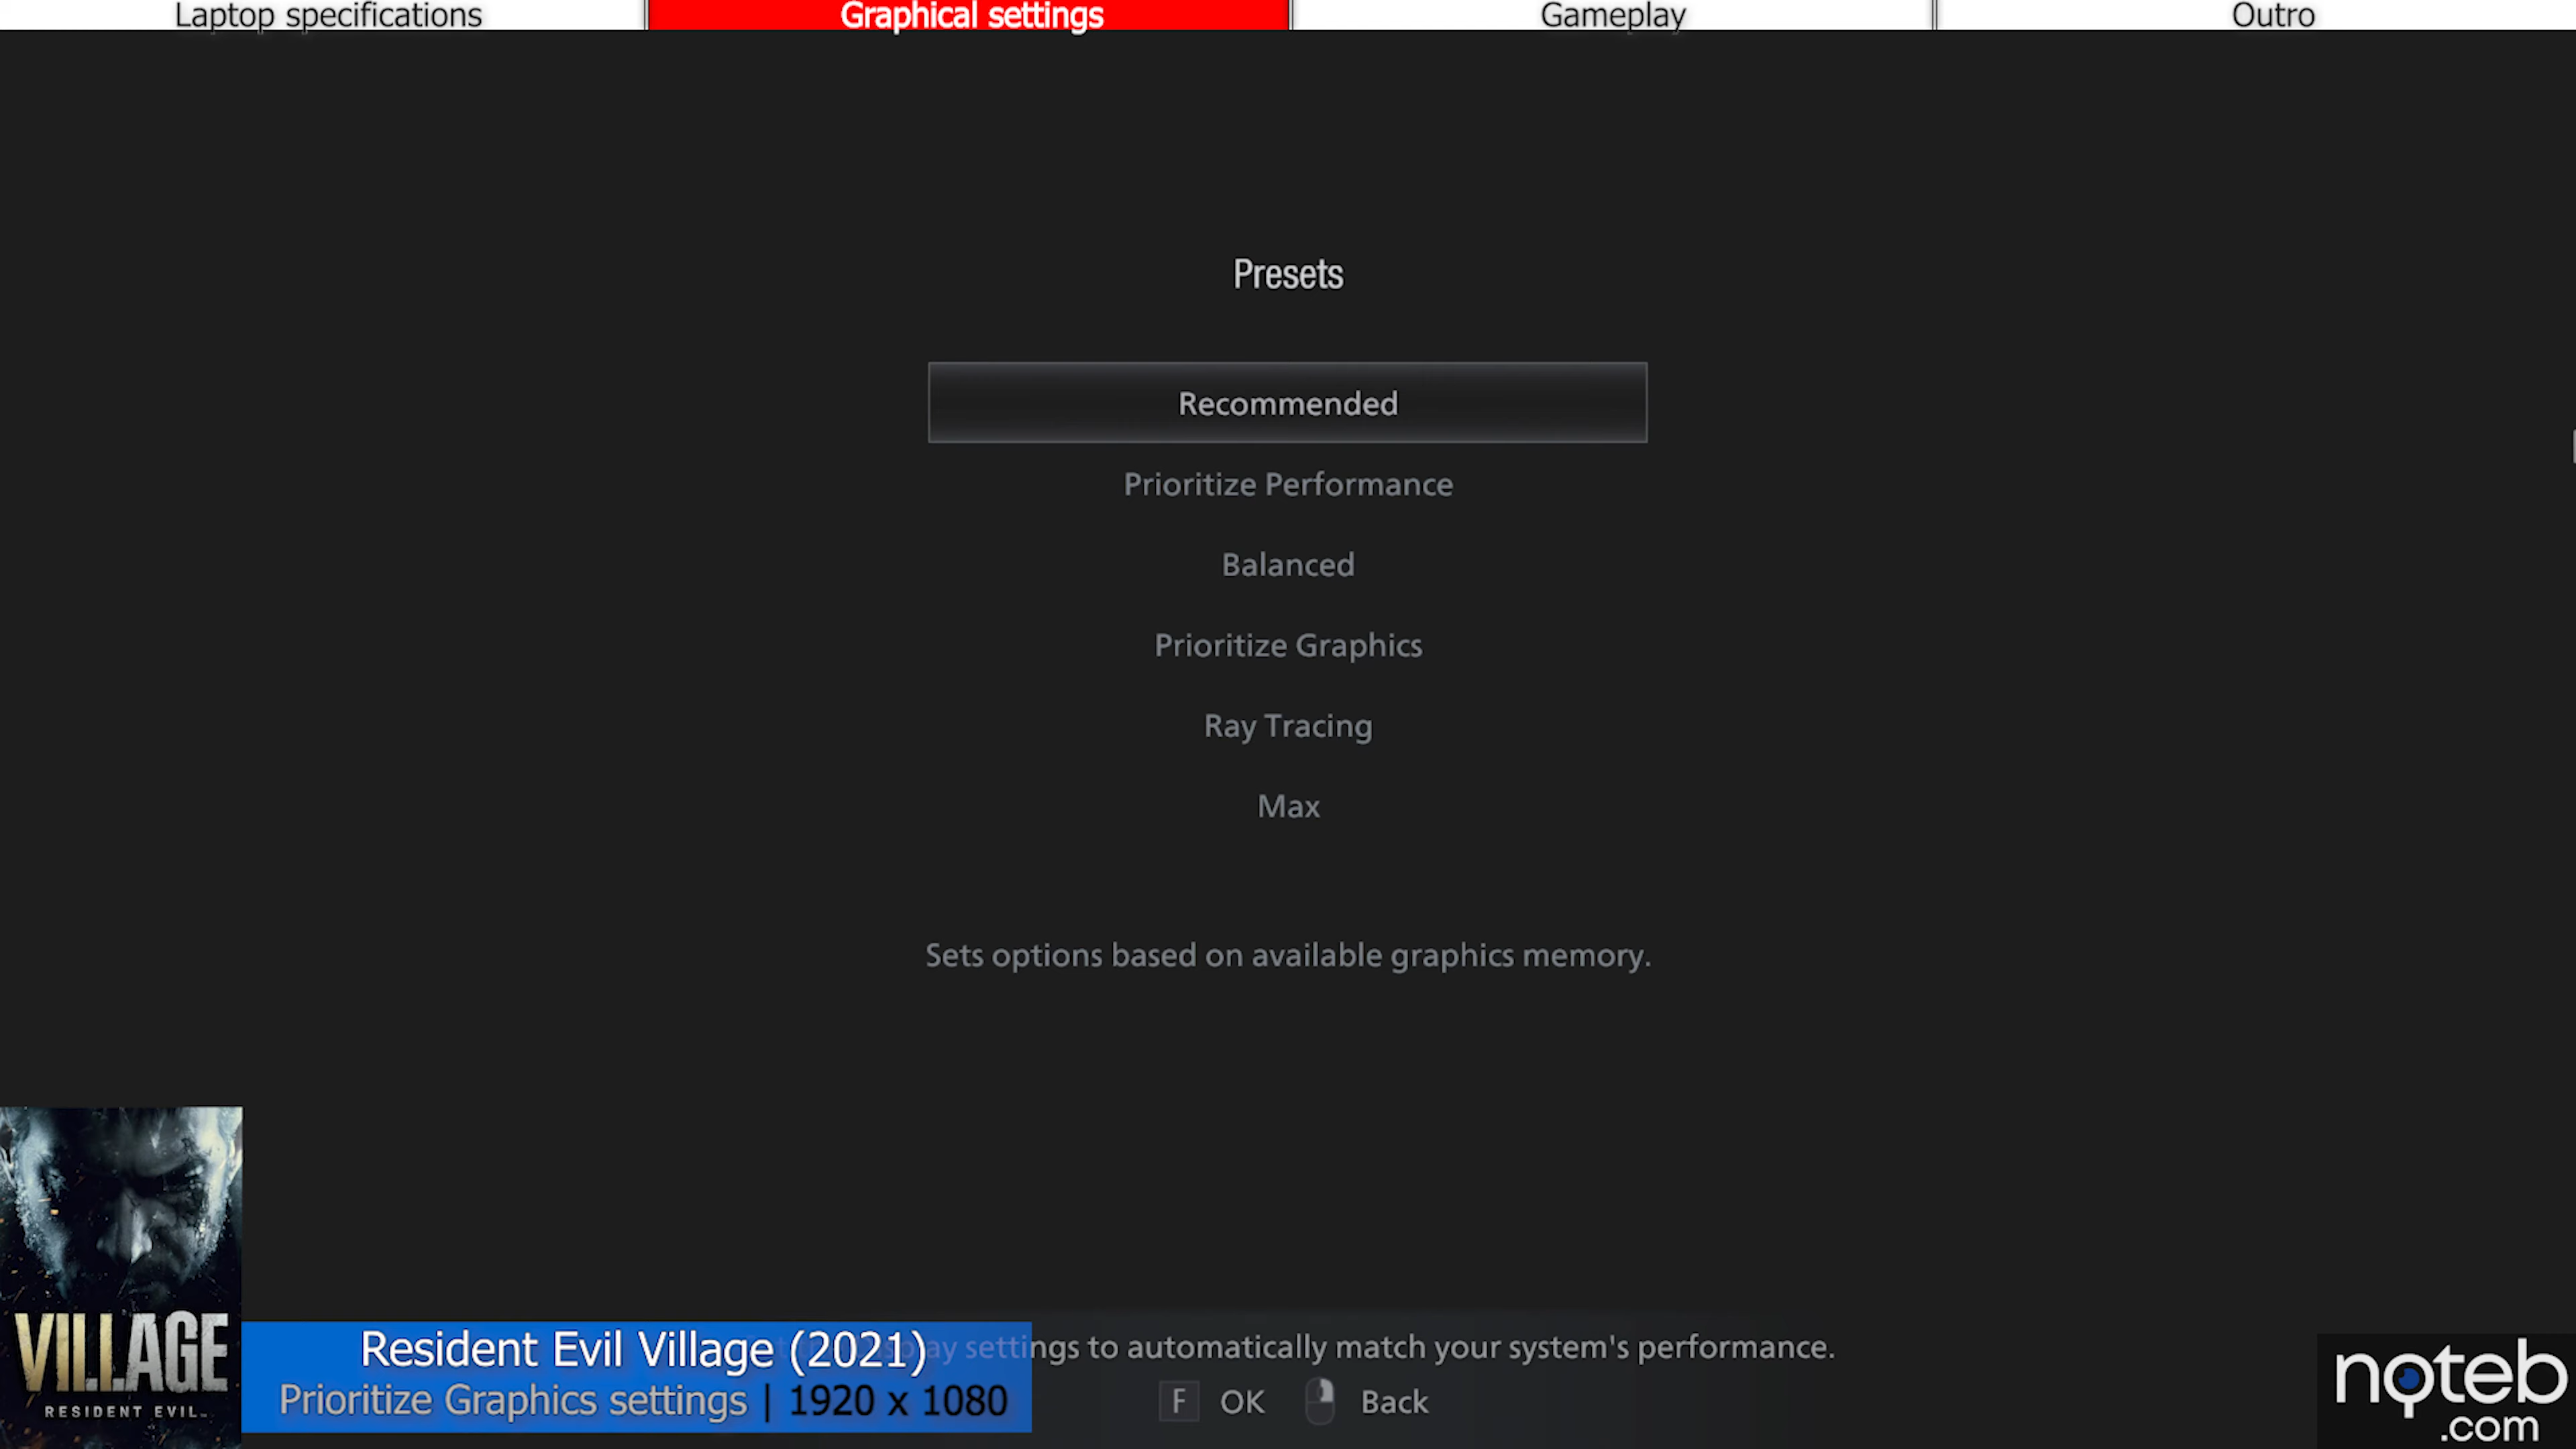 Laptop specifications
Graphical settings
Gameplay
Outro
Presets
Recommended
Prioritize Performance
Balanced
Prioritize Graphics
Ray Tracing
Max
Sets options based on available graphics memory.
VILLAGE
RESIDENT EVIL
Resident Evil Village (2021)
Prioritize Graphics settings | 1920 x 1080
display settings to automatically match your system's performance.
F OK Back
noteb
.com